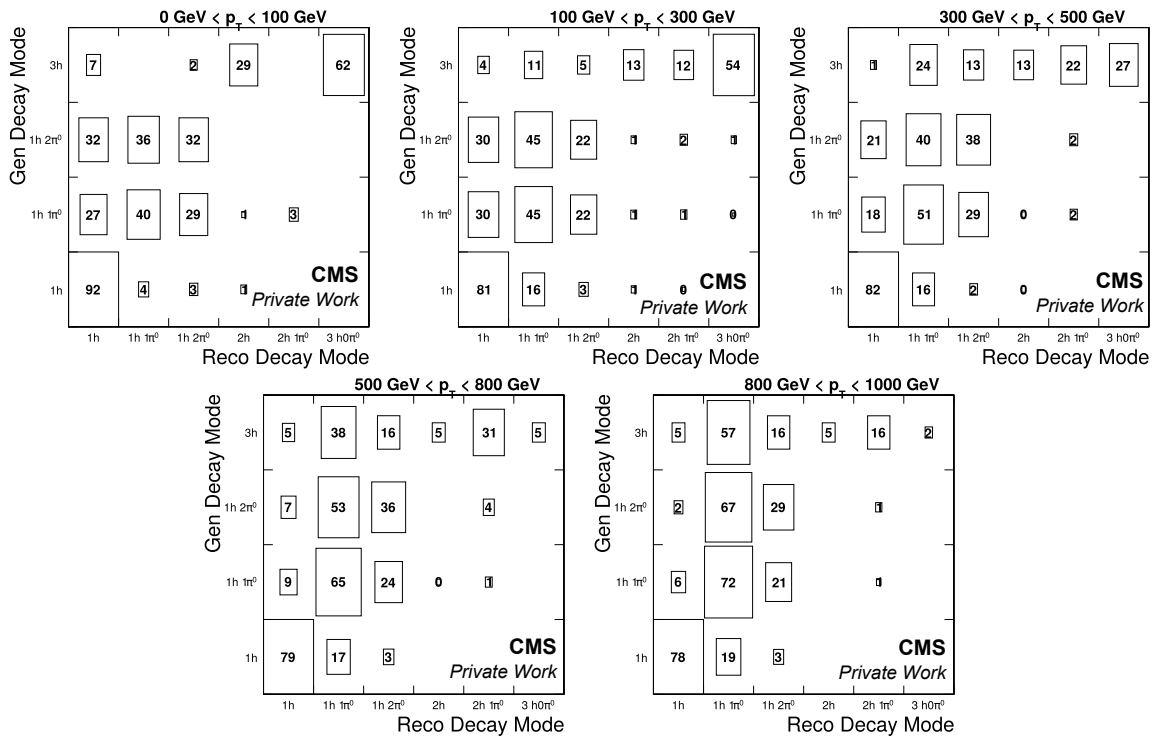 0 GeV < p_T < 100 GeV
Gen Decay Mode
3h 7 2 29 62
1h 2π⁰ 32 36 32
1h 1π⁰ 27 40 29 1 3
1h 92 4 3 1
CMS
Private Work
1h 1h 1π⁰ 1h 2π⁰ 2h 2h 1π⁰ 3 h0π⁰
Reco Decay Mode
100 GeV < p_T < 300 GeV
Gen Decay Mode
3h 4 11 5 13 12 54
1h 2π⁰ 30 45 22 1 2 1
1h 1π⁰ 30 45 22 1 1 0
1h 81 16 3 1 0
CMS
Private Work
1h 1h 1π⁰ 1h 2π⁰ 2h 2h 1π⁰ 3 h0π⁰
Reco Decay Mode
300 GeV < p_T < 500 GeV
Gen Decay Mode
3h 1 24 13 13 22 27
1h 2π⁰ 21 40 38 2
1h 1π⁰ 18 51 29 0 2
1h 82 16 2 0
CMS
Private Work
1h 1h 1π⁰ 1h 2π⁰ 2h 2h 1π⁰ 3 h0π⁰
Reco Decay Mode
500 GeV < p_T < 800 GeV
Gen Decay Mode
3h 5 38 16 5 31 5
1h 2π⁰ 7 53 36 4
1h 1π⁰ 9 65 24 0 1
1h 79 17 3
CMS
Private Work
1h 1h 1π⁰ 1h 2π⁰ 2h 2h 1π⁰ 3 h0π⁰
Reco Decay Mode
800 GeV < p_T < 1000 GeV
Gen Decay Mode
3h 5 57 16 5 16 2
1h 2π⁰ 2 67 29 1
1h 1π⁰ 6 72 21 1
1h 78 19 3
CMS
Private Work
1h 1h 1π⁰ 1h 2π⁰ 2h 2h 1π⁰ 3 h0π⁰
Reco Decay Mode